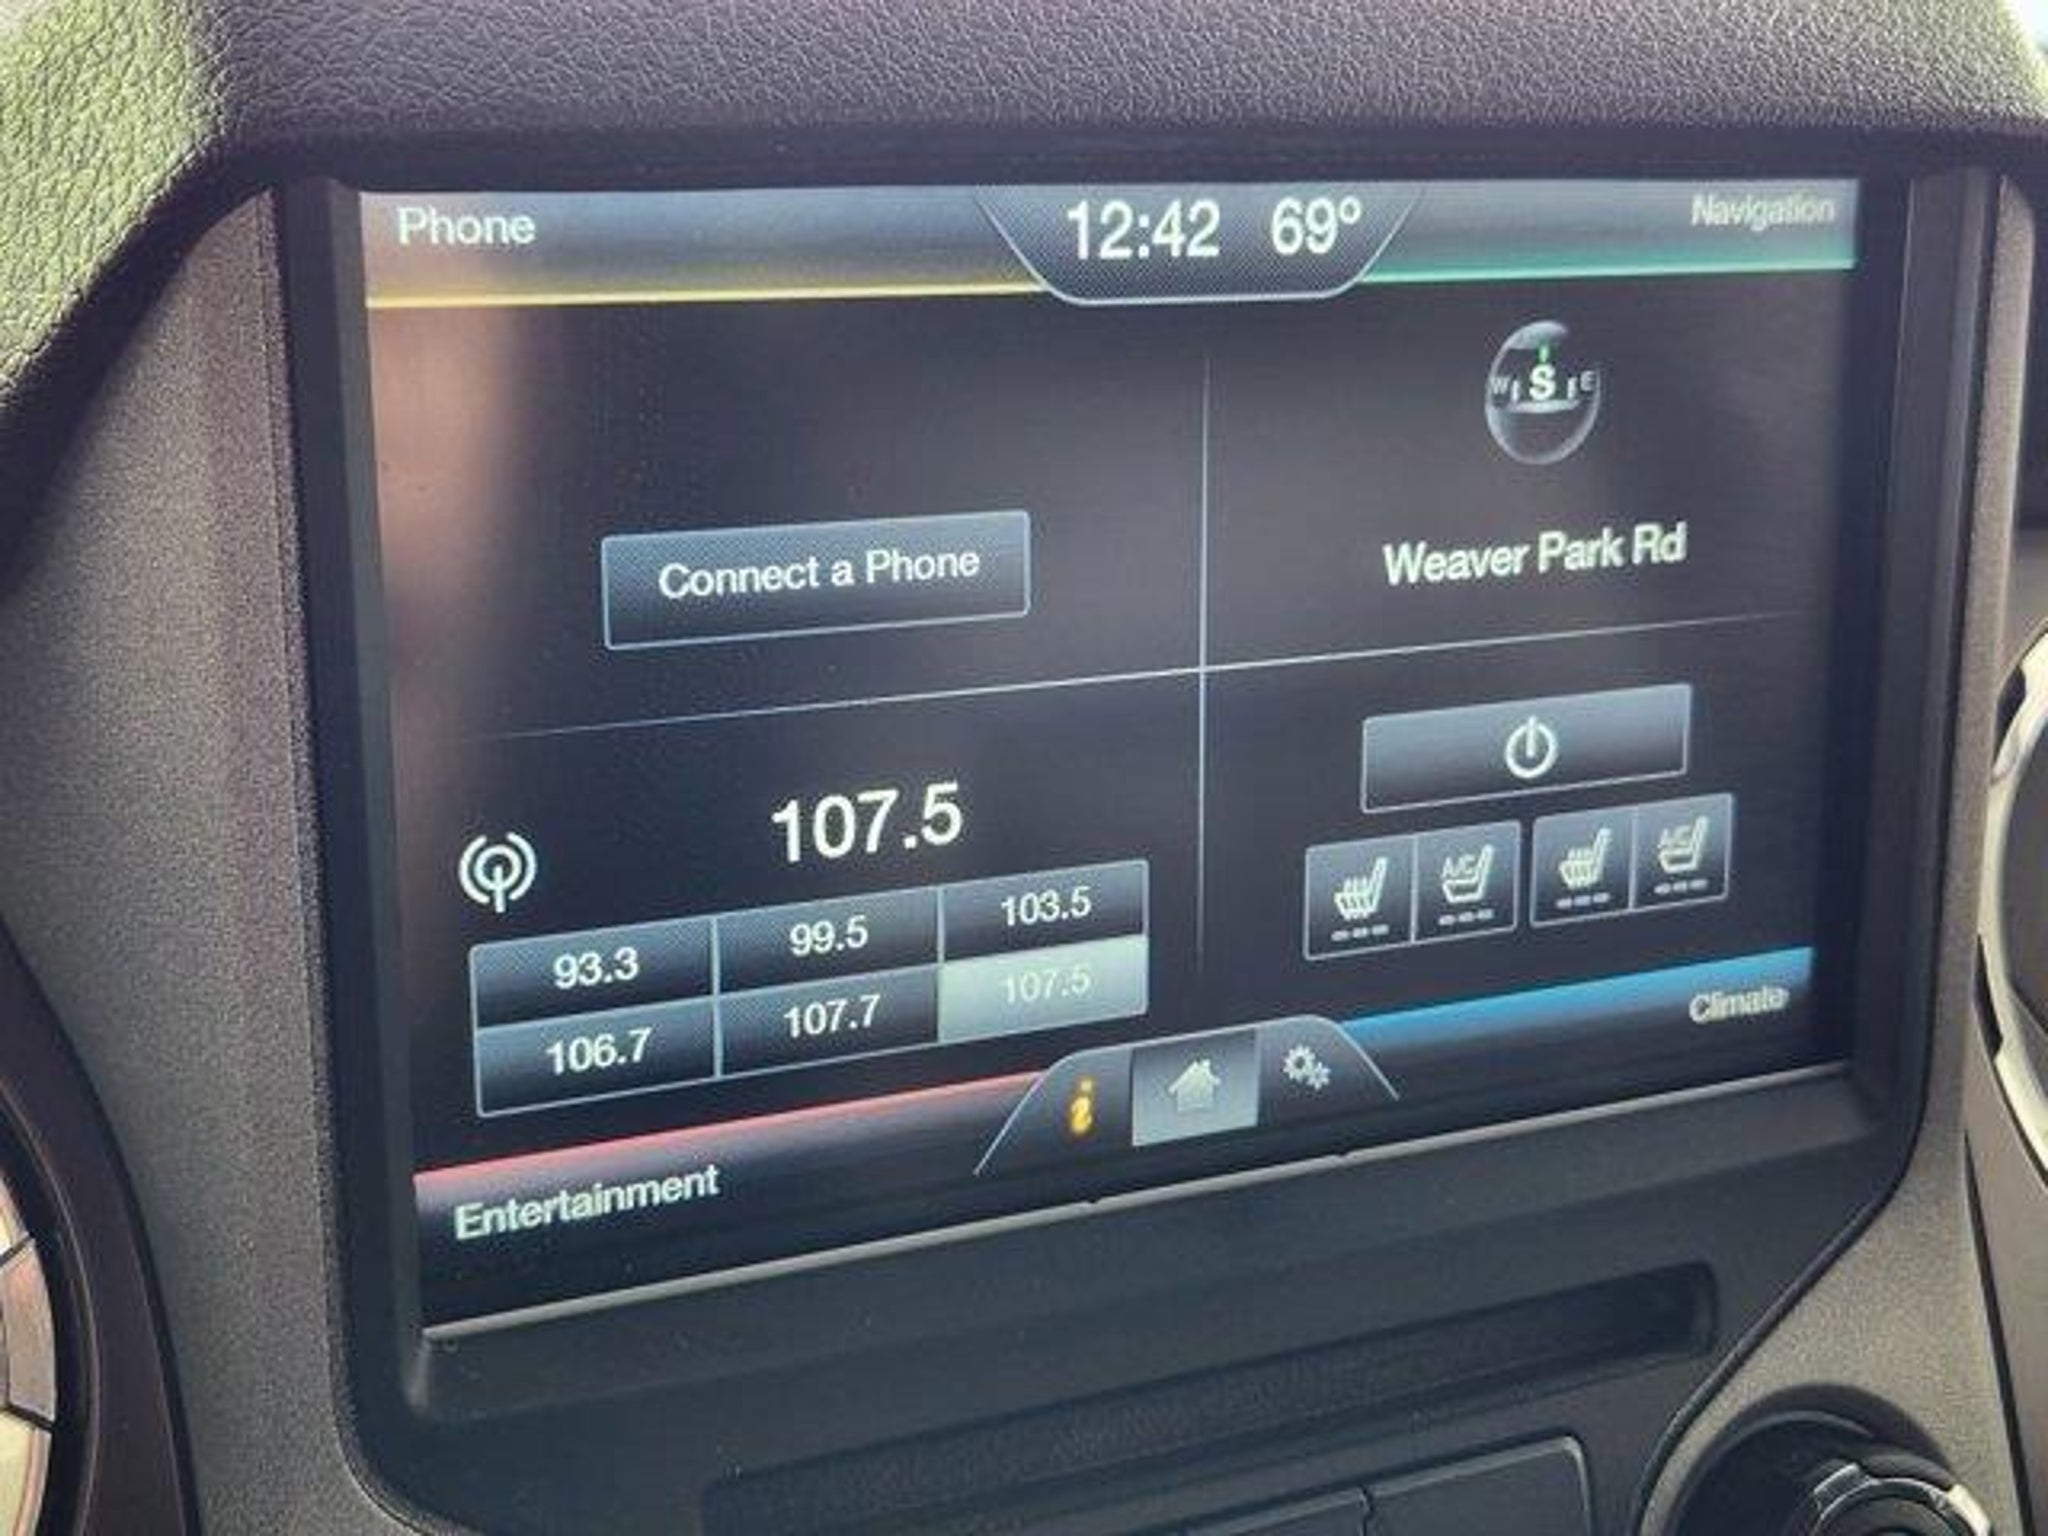 Phone
12:42 69°
Navigation
W S E
Weaver Park Rd
Connect a Phone
107.5
93.3 99.5 103.5
106.7 107.7 107.5
A/C A/C
Entertainment
i
Climate